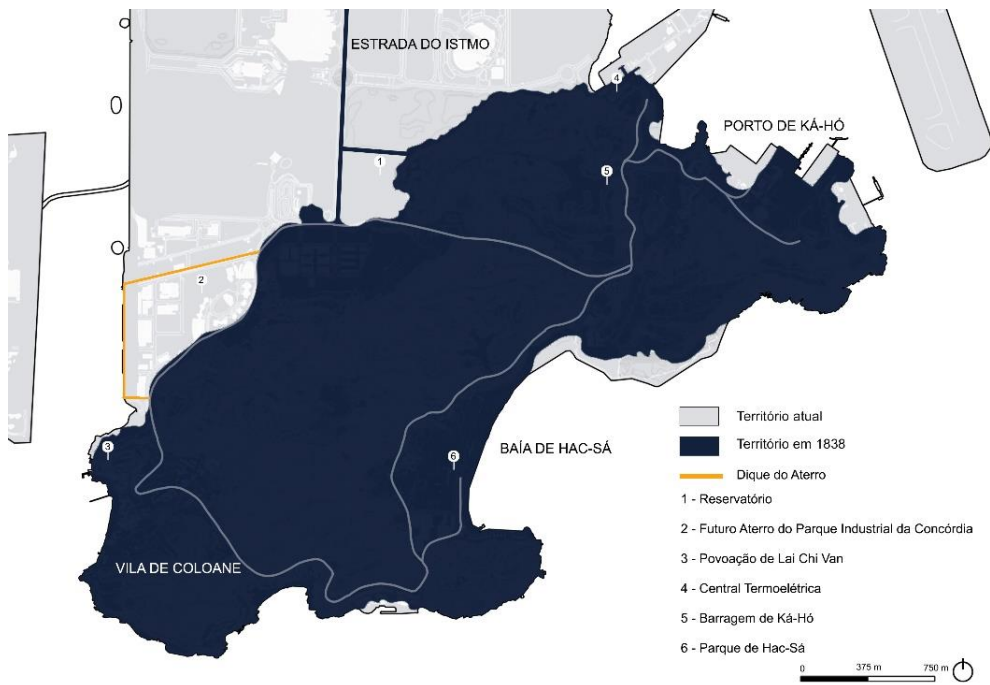 ESTRADA DO ISTMO
4
PORTO DE KÁ-HÓ
1
5
2
BAÍA DE HAC-SÁ
3
6
VILA DE COLOANE
Território atual
Território em 1838
Dique do Aterro
1 - Reservatório
2 - Futuro Aterro do Parque Industrial da Concórdia
3 - Povoação de Lai Chi Van
4 - Central Termoelétrica
5 - Barragem de Ká-Hó
6 - Parque de Hac-Sá
0 375 m 750 m